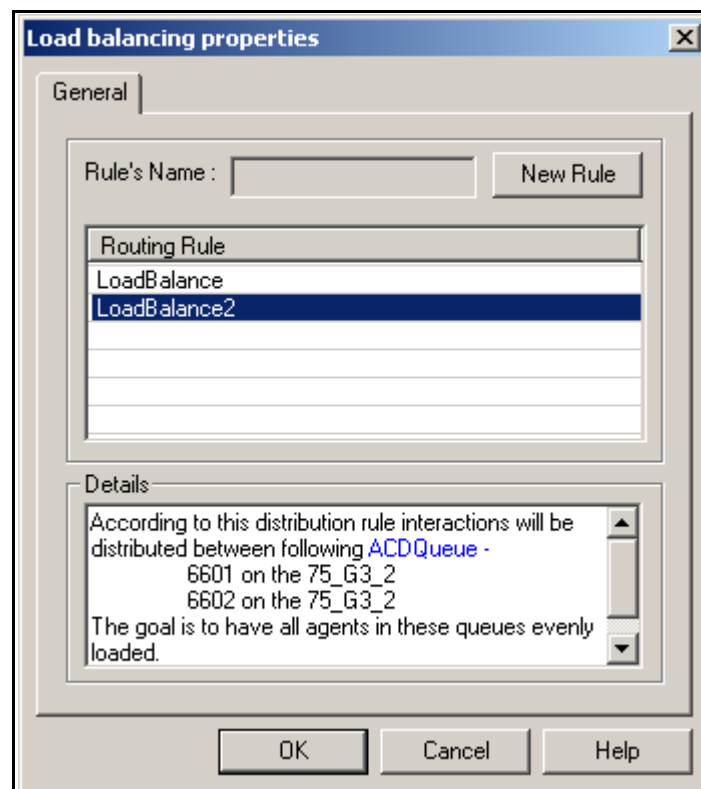 Load balancing properties
General
Rule's Name :
New Rule
Routing Rule
LoadBalance
LoadBalance2
Details
According to this distribution rule interactions will be
distributed between following ACDQueue -
6601 on the 75_G3_2
6602 on the 75_G3_2
The goal is to have all agents in these queues evenly
loaded.
OK
Cancel
Help